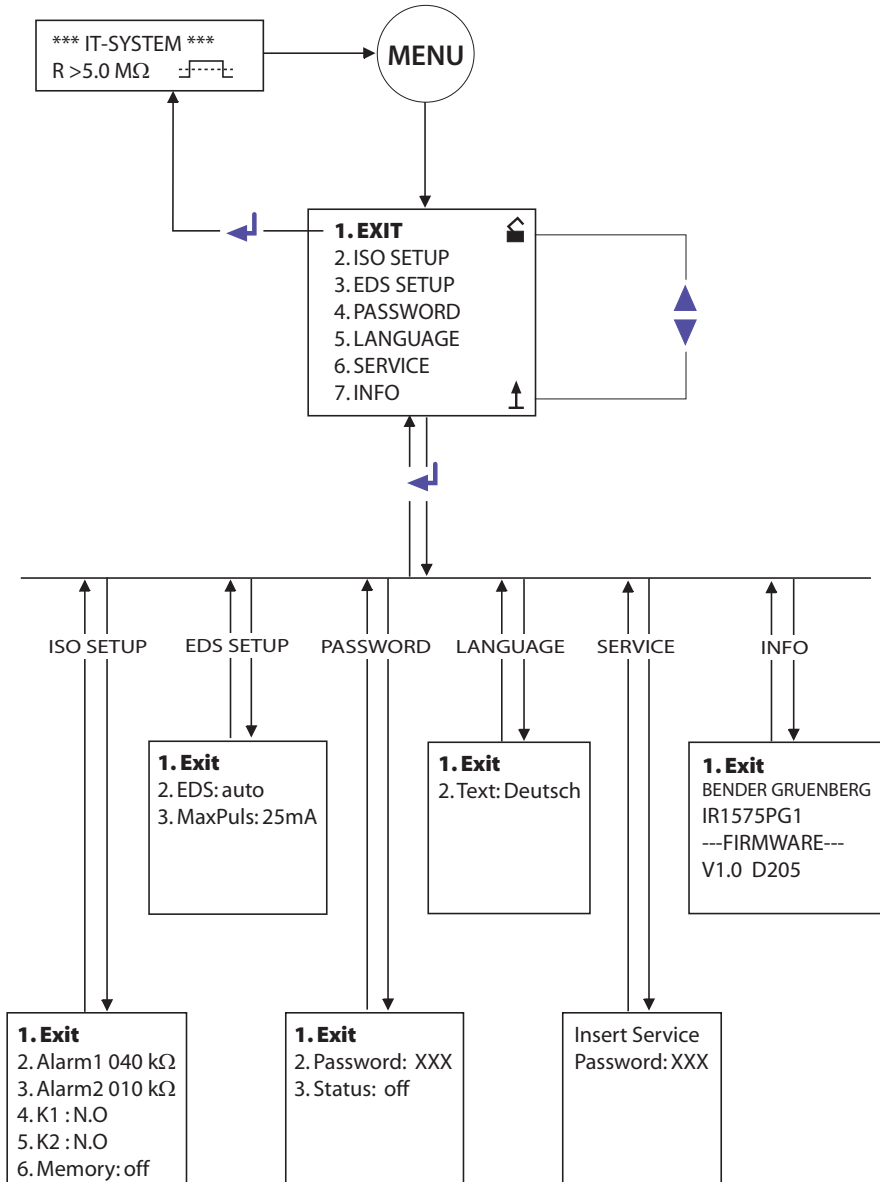 *** IT-SYSTEM ***
R >5.0 MΩ
MENU
1. EXIT
2. ISO SETUP
3. EDS SETUP
4. PASSWORD
5. LANGUAGE
6. SERVICE
7. INFO
ISO SETUP
EDS SETUP
PASSWORD
LANGUAGE
SERVICE
INFO
1. Exit
2. EDS: auto
3. MaxPuls: 25mA
1. Exit
2. Text: Deutsch
1. Exit
BENDER GRUENBERG
IR1575PG1
---FIRMWARE---
V1.0 D205
1. Exit
2. Alarm1 040 kΩ
3. Alarm2 010 kΩ
4. K1 : N.O
5. K2 : N.O
6. Memory: off
1. Exit
2. Password: XXX
3. Status: off
Insert Service
Password: XXX